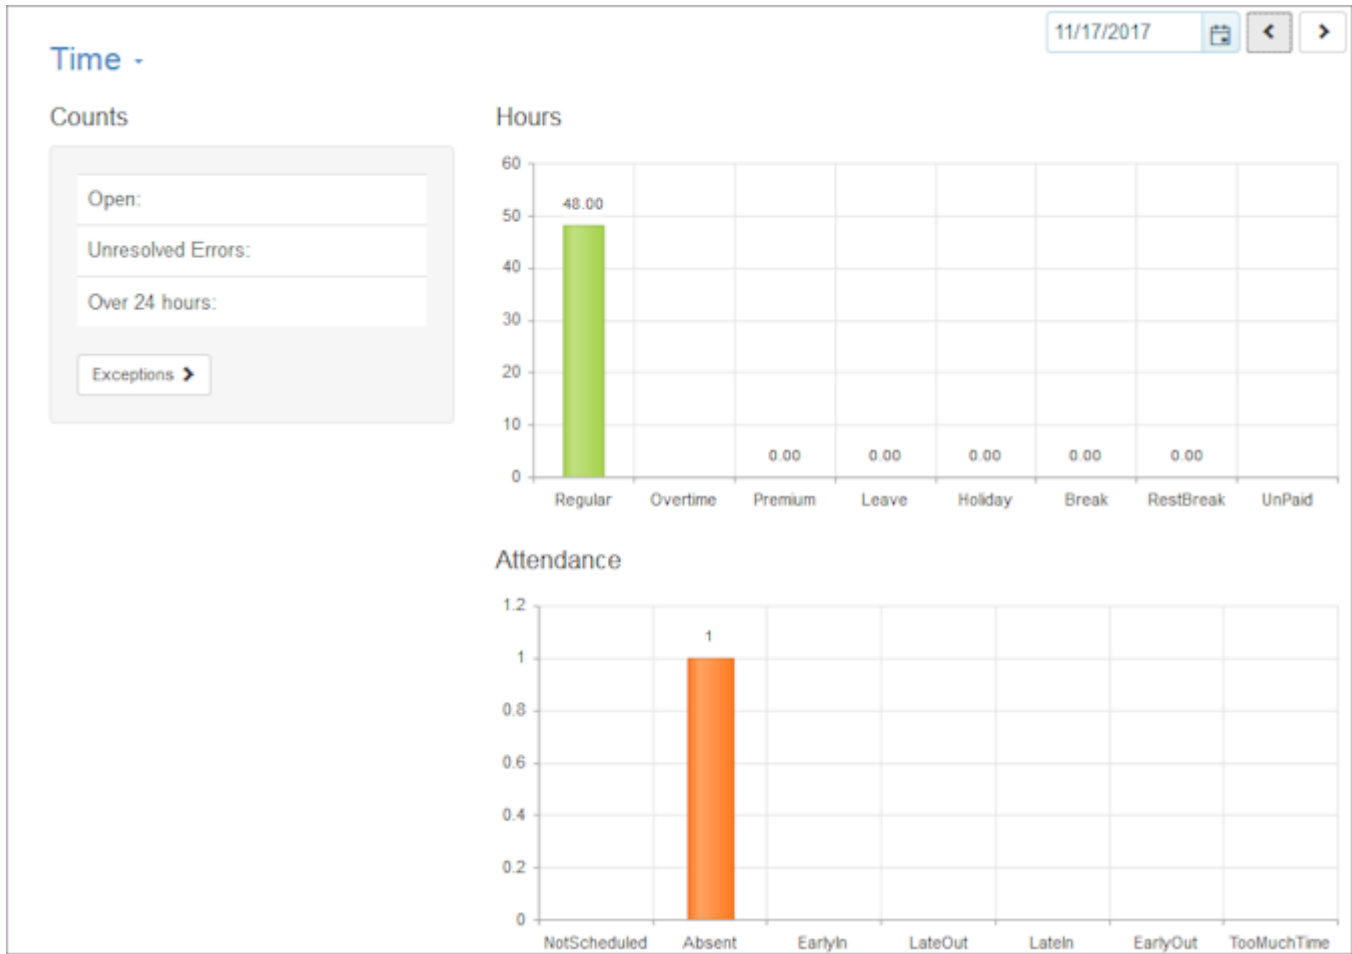 11/17/2017
Time
Counts
Open:
Unresolved Errors:
Over 24 hours:
Exceptions
Hours
60
50
40
30
20
10
0
48.00
0.00 0.00 0.00 0.00 0.00
Regular Overtime Premium Leave Holiday Break RestBreak UnPaid
Attendance
1.2
1
0.8
0.6
0.4
0.2
0
1
NotScheduled Absent EarlyIn LateOut LateIn EarlyOut TooMuchTime